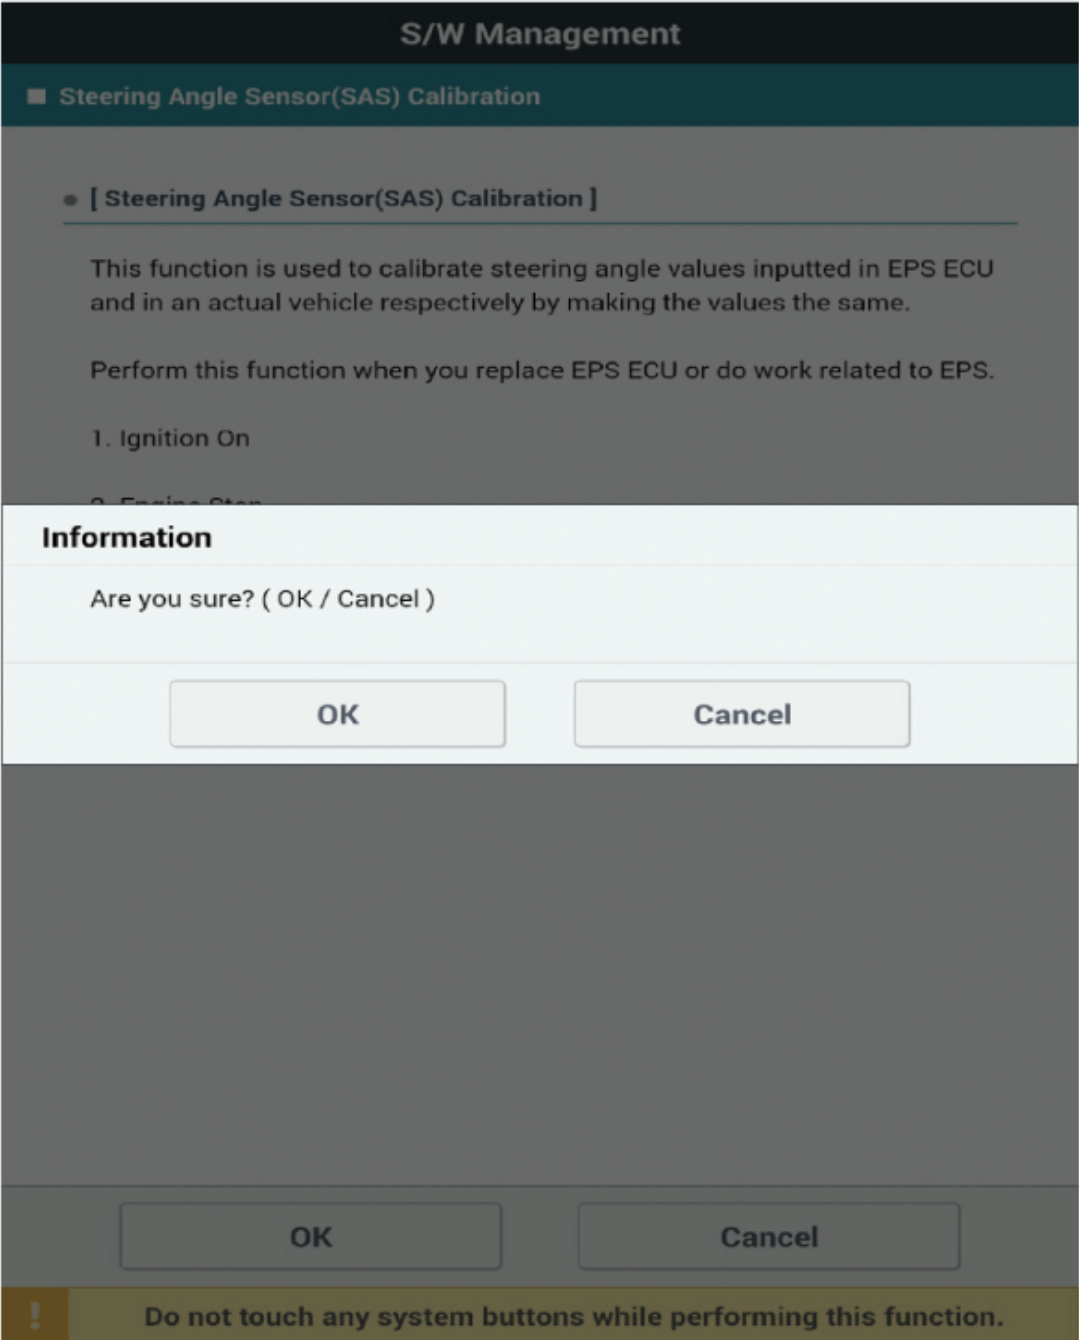 S/W Management
Steering Angle Sensor(SAS) Calibration
[ Steering Angle Sensor(SAS) Calibration ]
This function is used to calibrate steering angle values inputted in EPS ECU
and in an actual vehicle respectively by making the values the same.
Perform this function when you replace EPS ECU or do work related to EPS.
1. Ignition On
2. Engine Stop
Information
Are you sure? ( OK / Cancel )
OK Cancel
OK Cancel
! Do not touch any system buttons while performing this function.